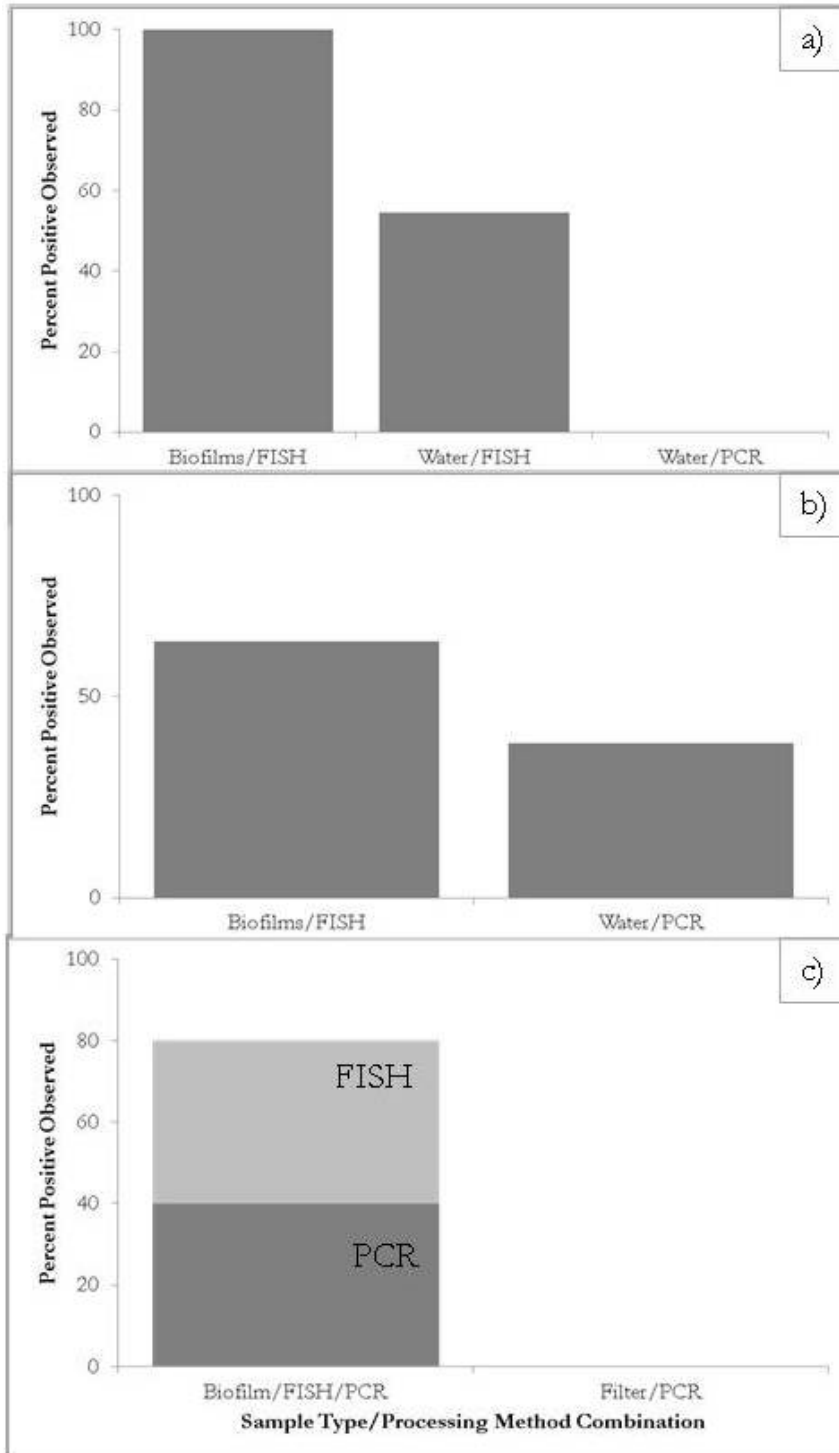 a)
Percent Positive Observed
100
80
60
40
20
0
Biofilms/FISH Water/FISH Water/PCR
b)
Percent Positive Observed
100
50
0
Biofilms/FISH Water/PCR
c)
Percent Positive Observed
100
80
60
40
20
0
FISH
PCR
Biofilm/FISH/PCR Filter/PCR
Sample Type/Processing Method Combination